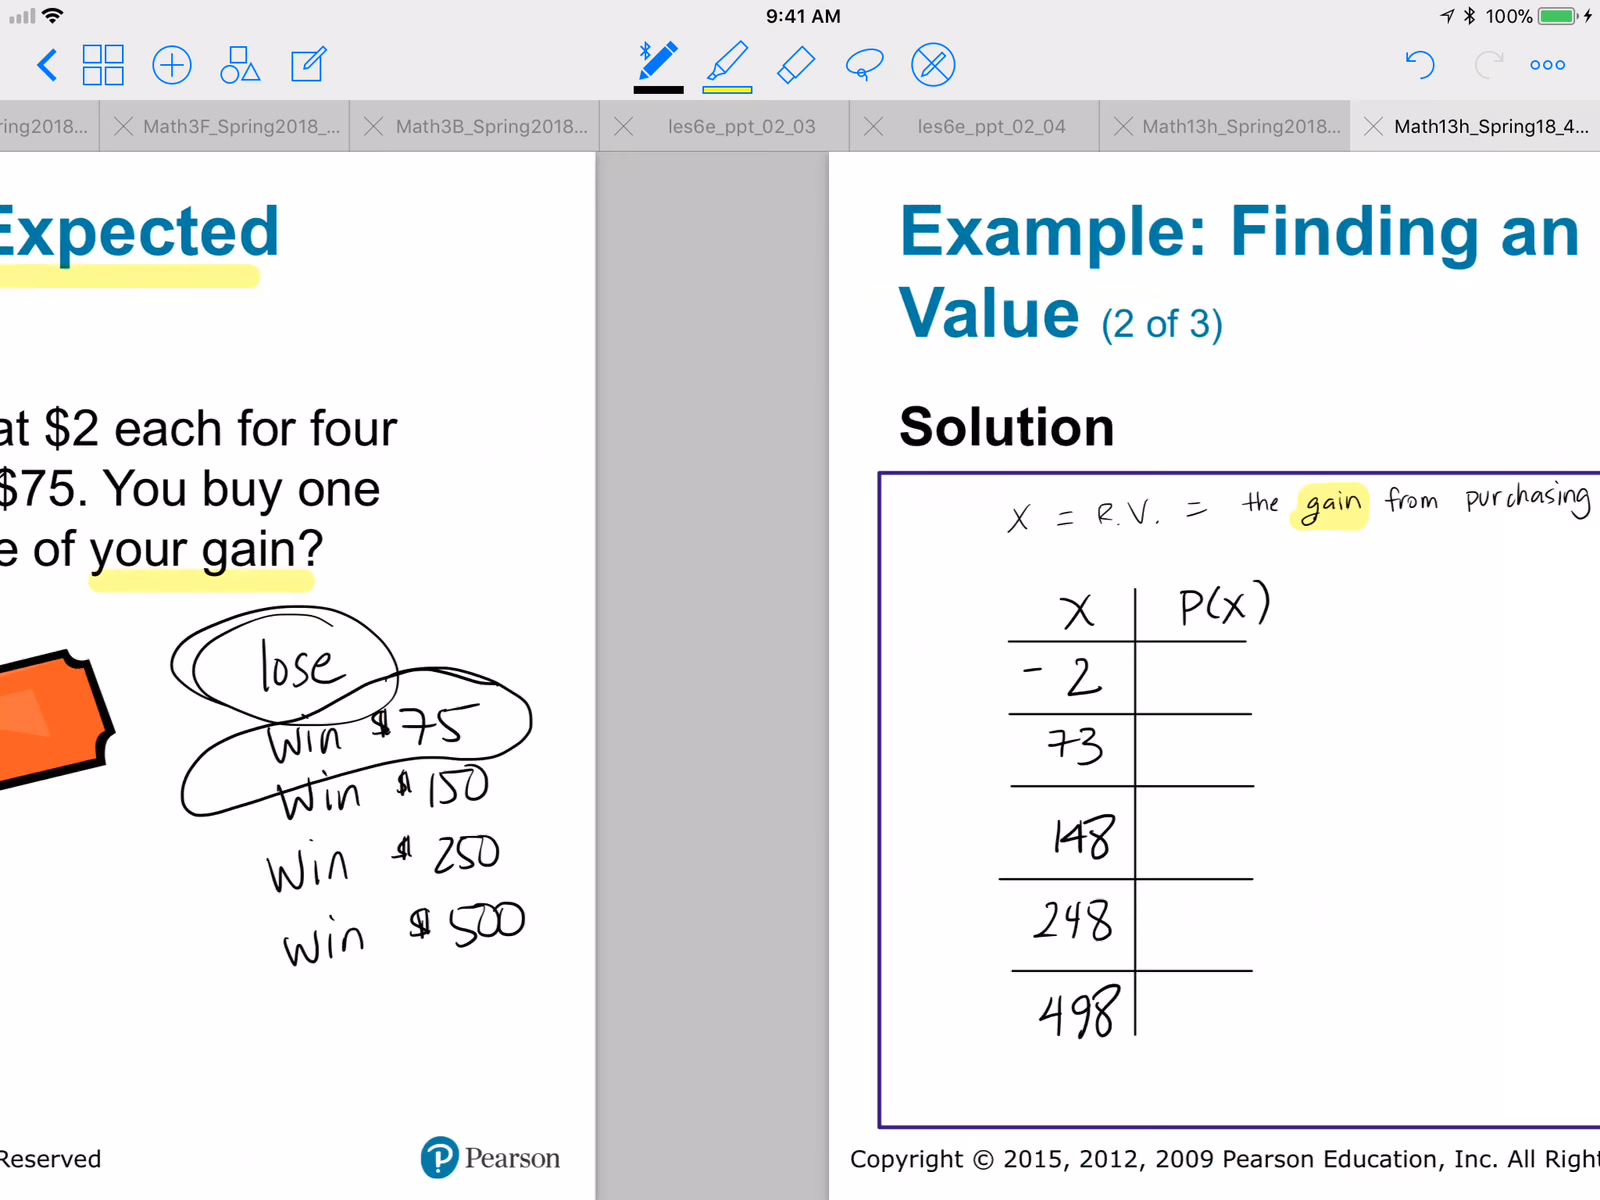 9:41 AM
100%
ring2018...
Math3F_Spring2018_...
Math3B_Spring2018...
les6e_ppt_02_03
les6e_ppt_02_04
Math13h_Spring2018...
Math13h_Spring18_4...
Expected
at $2 each for four
$75. You buy one
e of your gain?
lose
Win $75
Win $150
Win $250
Win $500
Reserved
Pearson
Example: Finding an
Value (2 of 3)
Solution
X = R.V. = the gain from purchasing
X P(X)
- 2
73
148
248
498
Copyright © 2015, 2012, 2009 Pearson Education, Inc. All Right